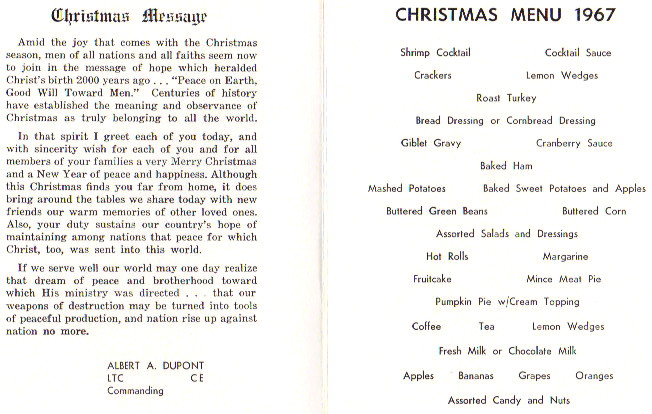 Christmas Message
Amid the joy that comes with the Christmas
season, men of all nations and all faiths seem now
to join in the message of hope which heralded
Christ's birth 2000 years ago . . . "Peace on Earth,
Good Will Toward Men." Centuries of history
have established the meaning and observance of
Christmas as truly belonging to all the world.
In that spirit I greet each of you today, and
with sincerity wish for each of you and for all
members of your families a very Merry Christmas
and a New Year of peace and happiness. Although
this Christmas finds you far from home, it does
bring around the tables we share today with new
friends our warm memories of other loved ones.
Also, your duty sustains our country's hope of
maintaining among nations that peace for which
Christ, too, was sent into this world.
If we serve well our world may one day realize
that dream of peace and brotherhood toward
which His ministry was directed . . . that our
weapons of destruction may be turned into tools
of peaceful production, and nation rise up against
nation no more.
ALBERT A. DUPONT
LTC CE
Commanding
CHRISTMAS MENU 1967
Shrimp Cocktail Cocktail Sauce
Crackers Lemon Wedges
Roast Turkey
Bread Dressing or Cornbread Dressing
Giblet Gravy Cranberry Sauce
Baked Ham
Mashed Potatoes Baked Sweet Potatoes and Apples
Buttered Green Beans Buttered Corn
Assorted Salads and Dressings
Hot Rolls Margarine
Fruitcake Mince Meat Pie
Pumpkin Pie w/Cream Topping
Coffee Tea Lemon Wedges
Fresh Milk or Chocolate Milk
Apples Bananas Grapes Oranges
Assorted Candy and Nuts